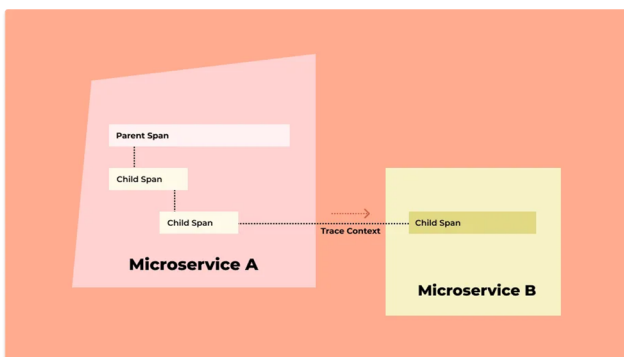 Parent Span
Child Span
Child Span
Trace Context
Child Span
Microservice A
Microservice B